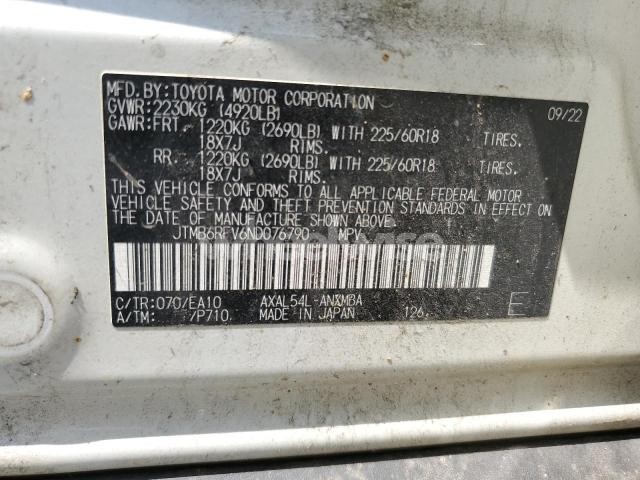 MFD. BY:TOYOTA MOTOR CORPORATION 09/22
GVWR:2230KG (4920LB)
GAWR:FRT. 1220KG (2690LB) WITH 225/60R18 TIRES.
18X7J RIMS.
RR. 1220KG (2690LB) WITH 225/60R18 TIRES.
18X7J RIMS.
THIS VEHICLE CONFORMS TO ALL APPLICABLE FEDERAL MOTOR
VEHICLE SAFETY AND THEFT PREVENTION STANDARDS IN EFFECT ON
THE DATE OF MANUFACTURE SHOWN ABOVE.
JTMB6RFV6ND076790 MPV
C/TR:070/EA10 AXAL54L-ANXMBA E
A/TM: /P710 MADE IN JAPAN 126